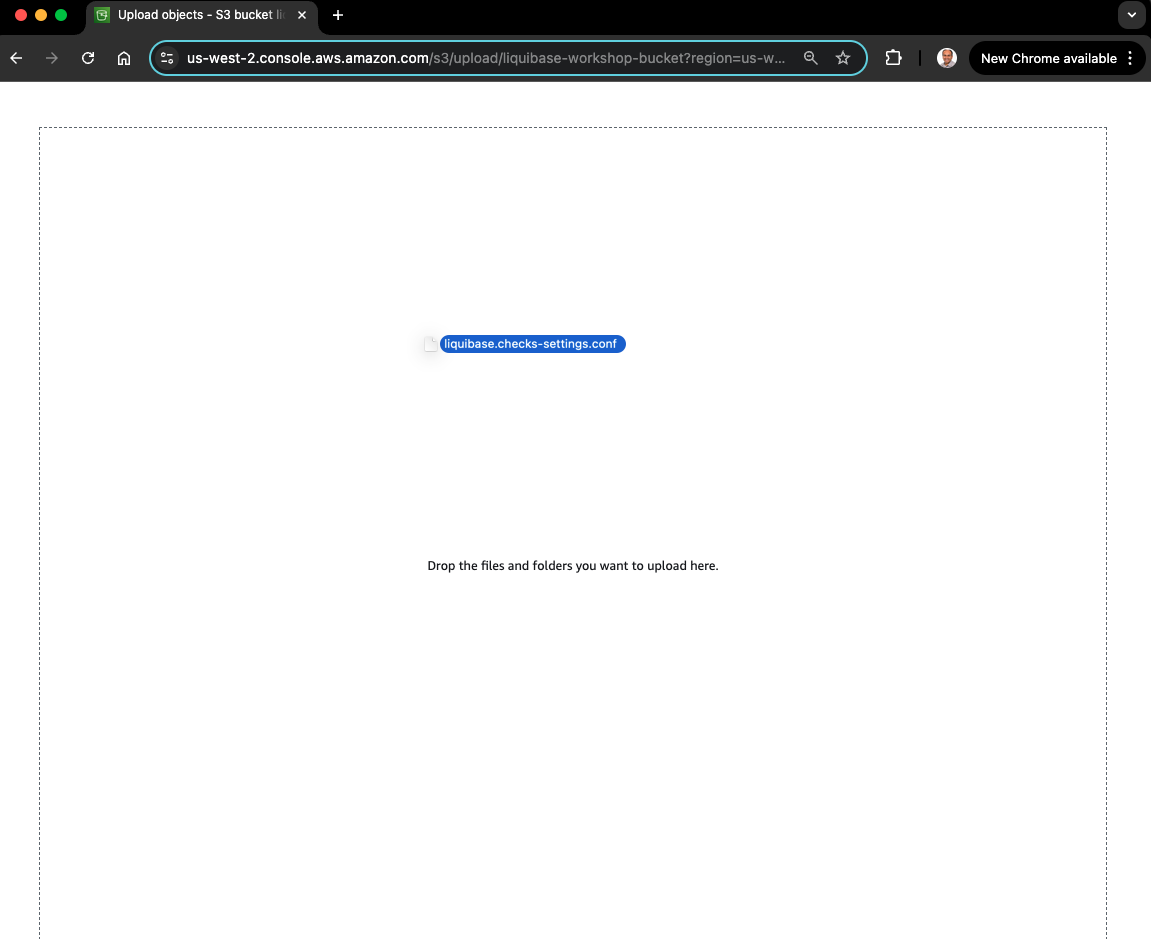 Upload objects - S3 bucket li
us-west-2.console.aws.amazon.com/s3/upload/liquibase-workshop-bucket?region=us-w...
New Chrome available
liquibase.checks-settings.conf
Drop the files and folders you want to upload here.